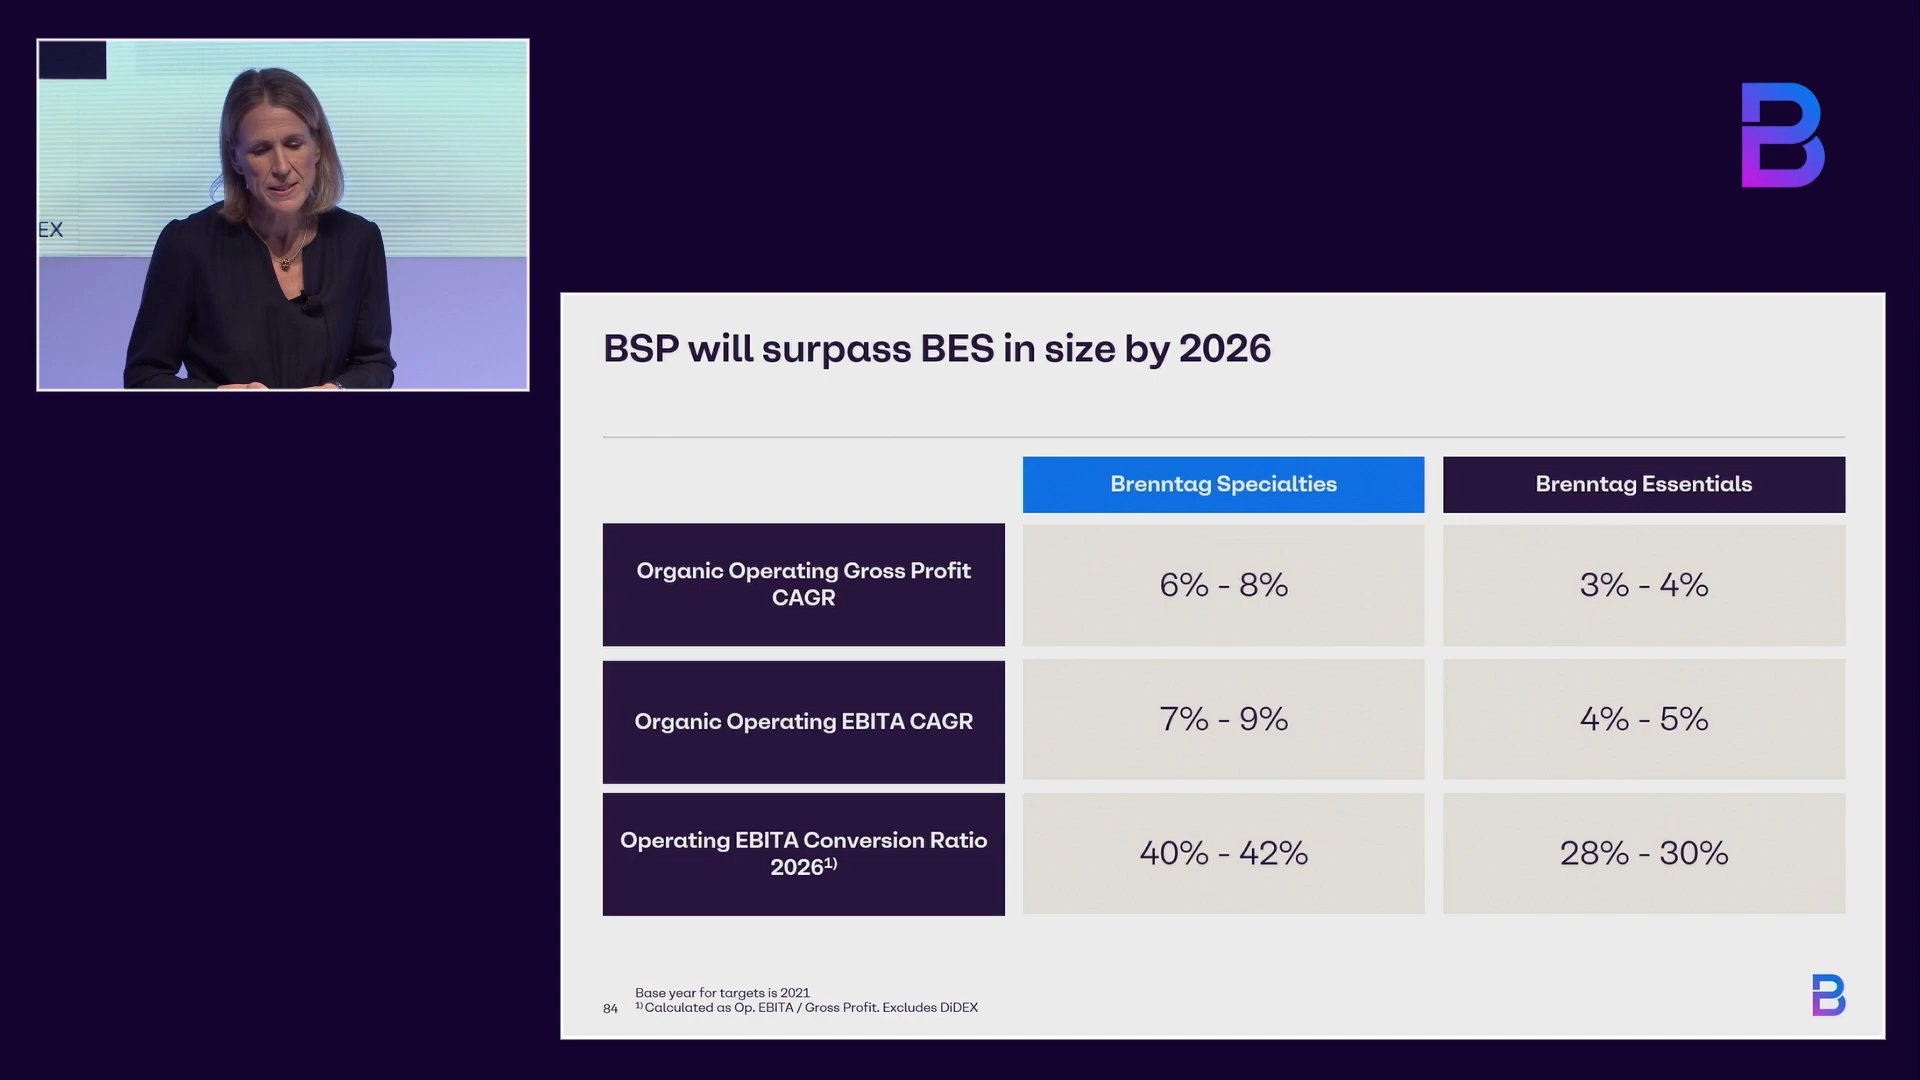 EX
BSP will surpass BES in size by 2026
Brenntag Specialties
Brenntag Essentials
Organic Operating Gross Profit
CAGR
6% - 8%
3% - 4%
Organic Operating EBITA CAGR
7% - 9%
4% - 5%
Operating EBITA Conversion Ratio
2026¹⁾
40% - 42%
28% - 30%
Base year for targets is 2021
84 ¹⁾ Calculated as Op. EBITA / Gross Profit. Excludes DiDEX